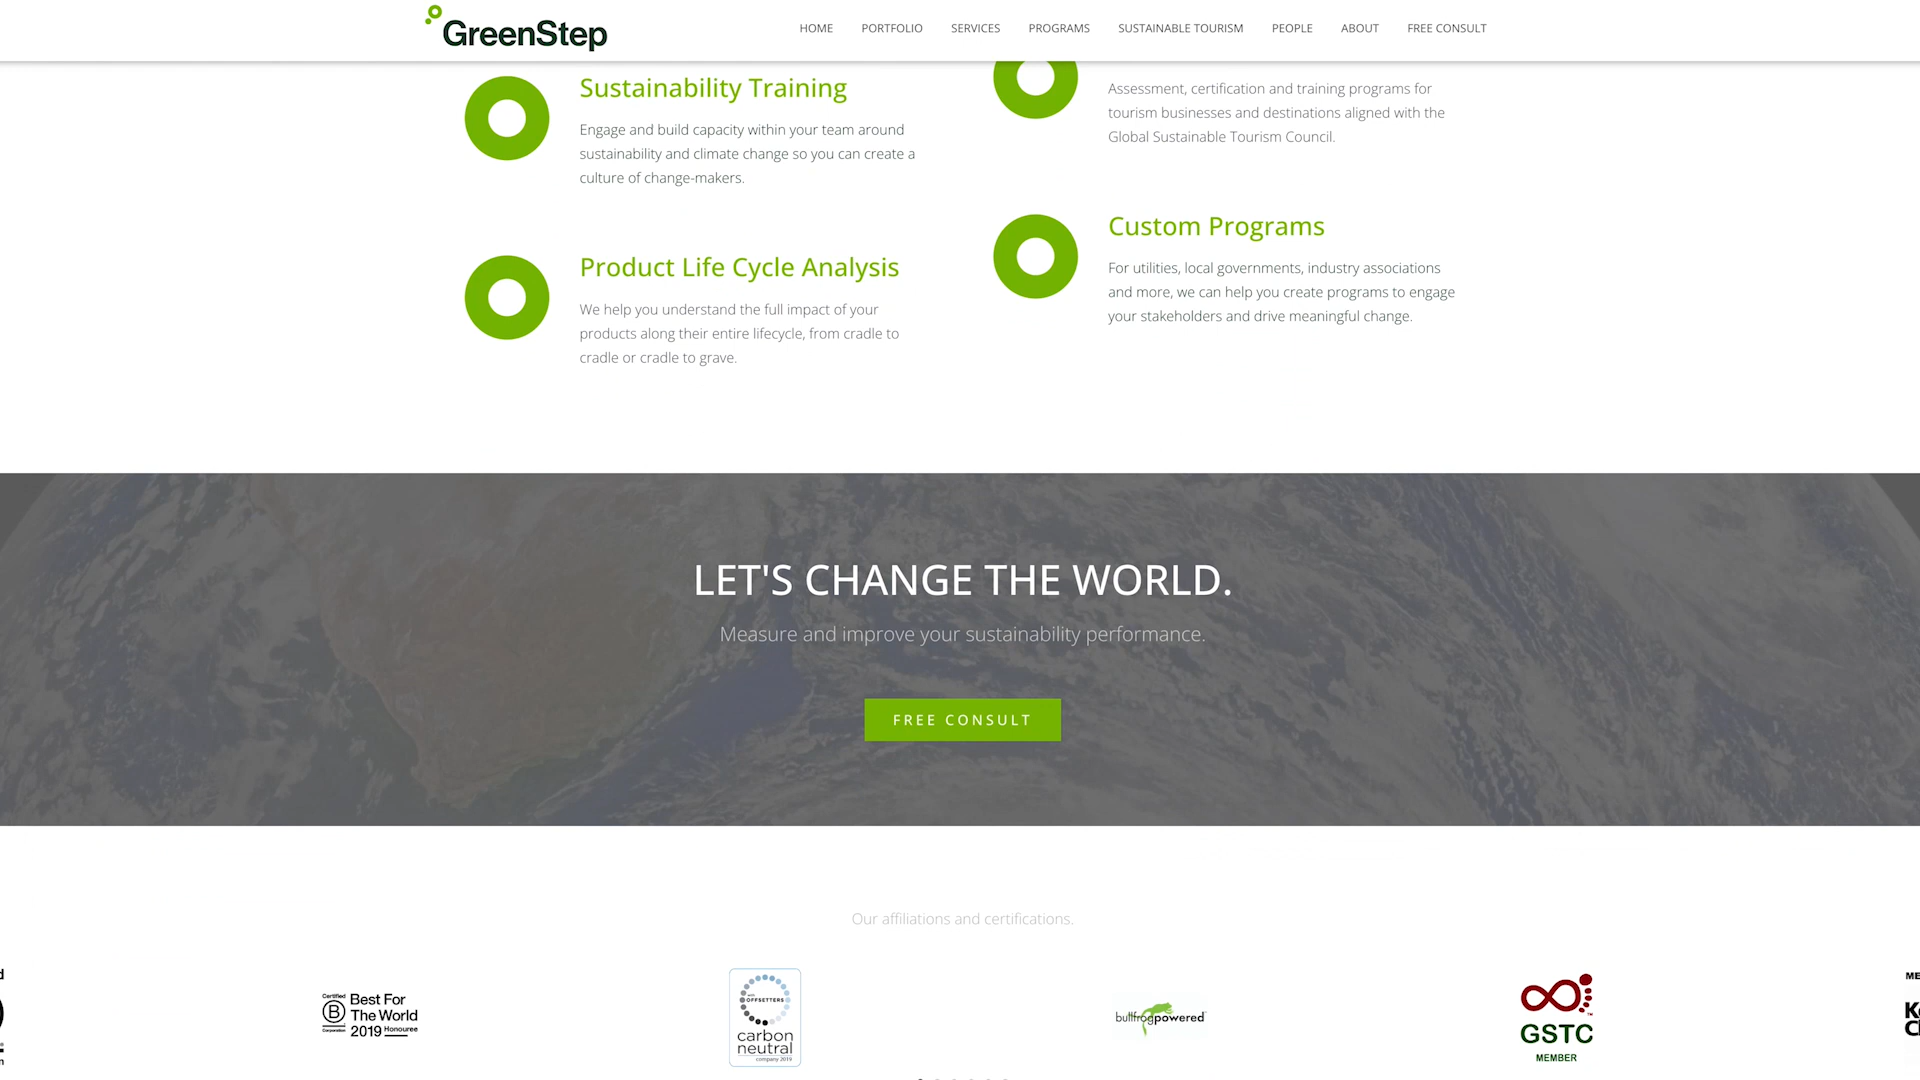 GreenStep
HOME
PORTFOLIO
SERVICES
PROGRAMS
SUSTAINABLE TOURISM
PEOPLE
ABOUT
FREE CONSULT
Sustainability Training
Engage and build capacity within your team around
sustainability and climate change so you can create a
culture of change-makers.
Product Life Cycle Analysis
We help you understand the full impact of your
products along their entire lifecycle, from cradle to
cradle or cradle to grave.
Assessment, certification and training programs for
tourism businesses and destinations aligned with the
Global Sustainable Tourism Council.
Custom Programs
For utilities, local governments, industry associations
and more, we can help you create programs to engage
your stakeholders and drive meaningful change.
LET'S CHANGE THE WORLD.
Measure and improve your sustainability performance.
FREE CONSULT
Our affiliations and certifications.
Certified
B
Corporation
Best For
The World
2019 Honouree
OFFSETTERS
carbon
neutral
company 2019
bullfrogpowered
GSTC
MEMBER